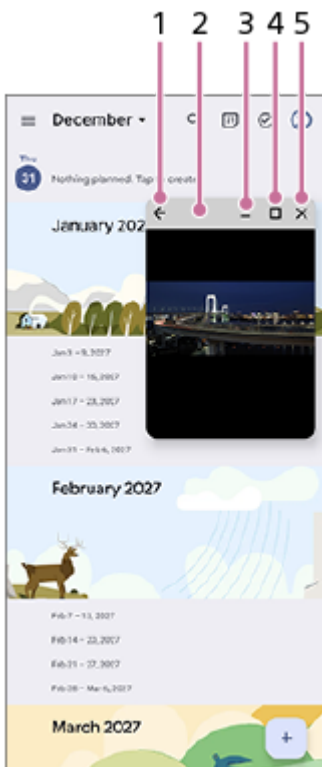 1 2 3 4 5
December
Thu
31 Nothing planned. Tap to create
January 202
Jan 3 – 9, 2027
Jan 10 – 16, 2027
Jan 17 – 23, 2027
Jan 24 – 30, 2027
Jan 31 – Feb 6, 2027
February 2027
Feb 7 – 13, 2027
Feb 14 – 20, 2027
Feb 21 – 27, 2027
Feb 28 – Mar 6, 2027
March 2027